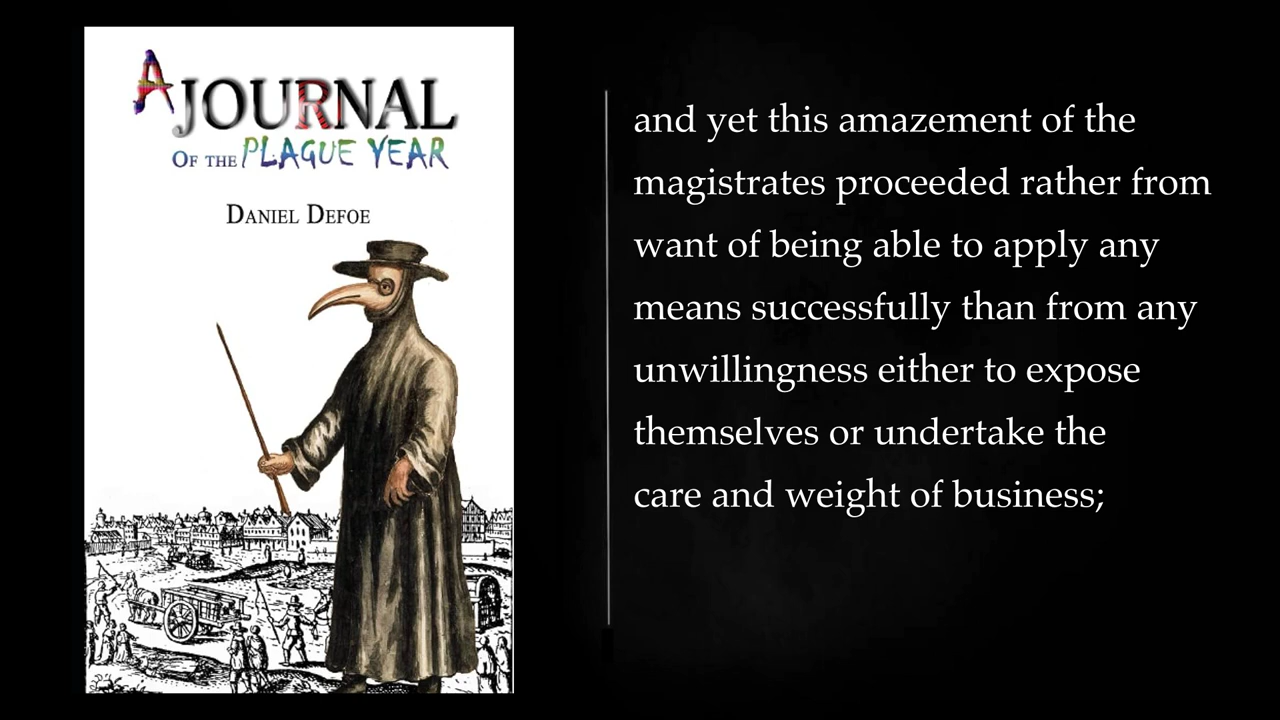 A JOURNAL
OF THE PLAGUE YEAR
DANIEL DEFOE
and yet this amazement of the
magistrates proceeded rather from
want of being able to apply any
means successfully than from any
unwillingness either to expose
themselves or undertake the
care and weight of business;